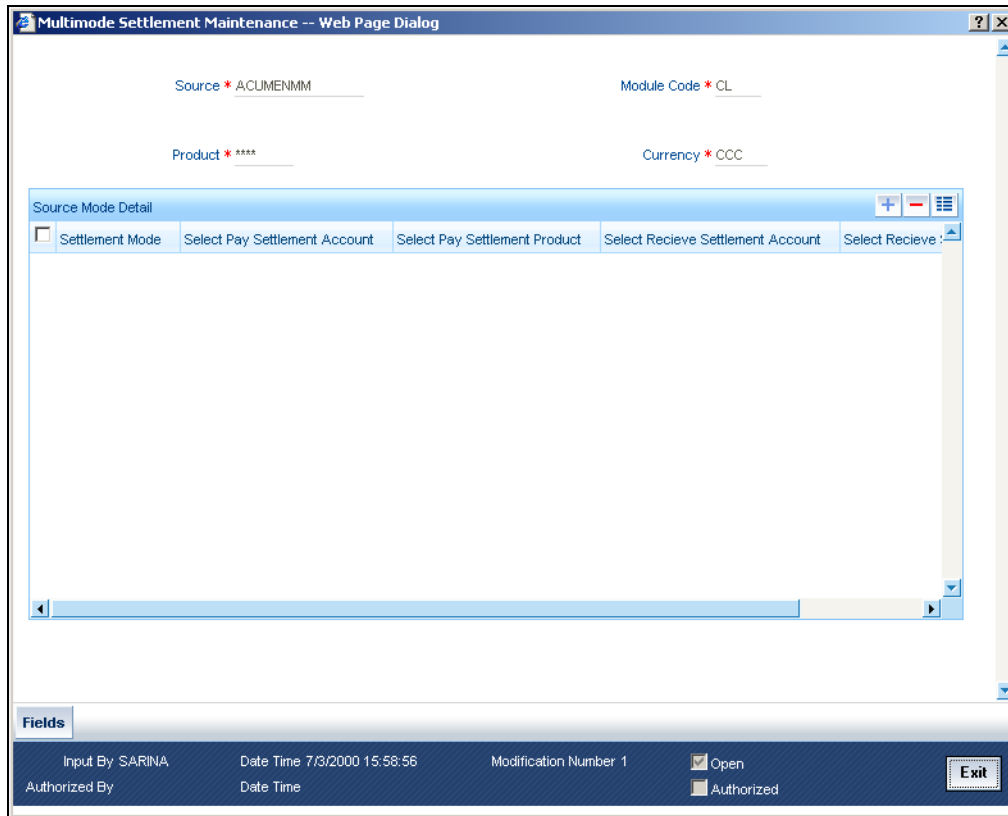 Multimode Settlement Maintenance -- Web Page Dialog
Source * ACUMENMM
Module Code * CL
Product * ****
Currency * CCC
Source Mode Detail
Settlement Mode Select Pay Settlement Account Select Pay Settlement Product Select Recieve Settlement Account Select Recieve
Fields
Input By SARINA Date Time 7/3/2000 15:58:56 Modification Number 1 Open
Authorized By Date Time Authorized
Exit